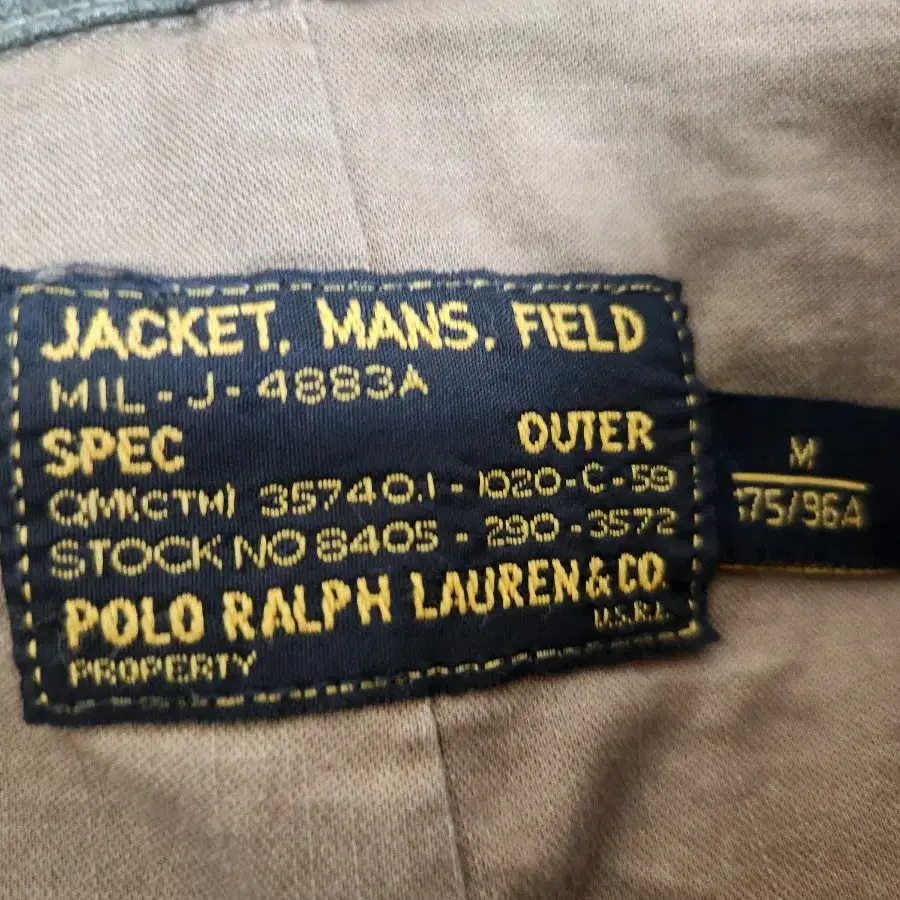 JACKET, MANS, FIELD
MIL - J - 4883A
SPEC OUTER
QM(CTM) 35740.1 - 1020-C-59
STOCK NO 8405 - 290 - 3572
POLO RALPH LAUREN & CO.
U.S.R.L.
PROPERTY
M
175/96A